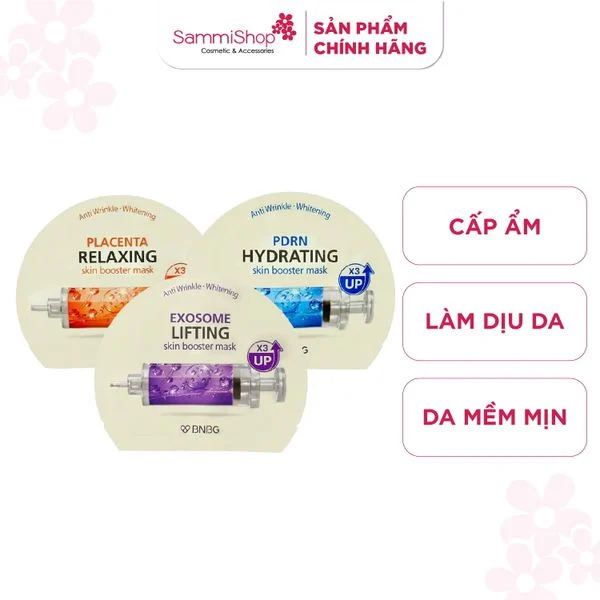 SammiShop
Cosmetic & Accessories
SẢN PHẨM
CHÍNH HÃNG
Anti Wrinkle · Whitening
PLACENTA
RELAXING
skin booster mask
X3
Anti Wrinkle · Whitening
PDRN
HYDRATING
skin booster mask
X3
UP
Anti Wrinkle · Whitening
EXOSOME
LIFTING
skin booster mask
X3
UP
BNBG
CẤP ẨM
LÀM DỊU DA
DA MỀM MỊN